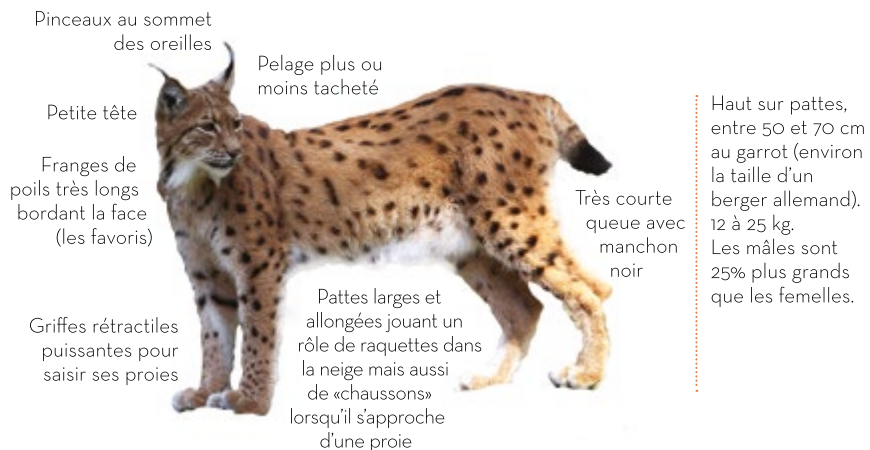 Pinceaux au sommet
des oreilles
Pelage plus ou
moins tacheté
Petite tête
Franges de
poils très longs
bordant la face
(les favoris)
Très courte
queue avec
manchon
noir
Griffes rétractiles
puissantes pour
saisir ses proies
Pattes larges et
allongées jouant un
rôle de raquettes dans
la neige mais aussi
de «chaussons»
lorsqu'il s'approche
d'une proie
Haut sur pattes,
entre 50 et 70 cm
au garrot (environ
la taille d'un
berger allemand).
12 à 25 kg.
Les mâles sont
25% plus grands
que les femelles.